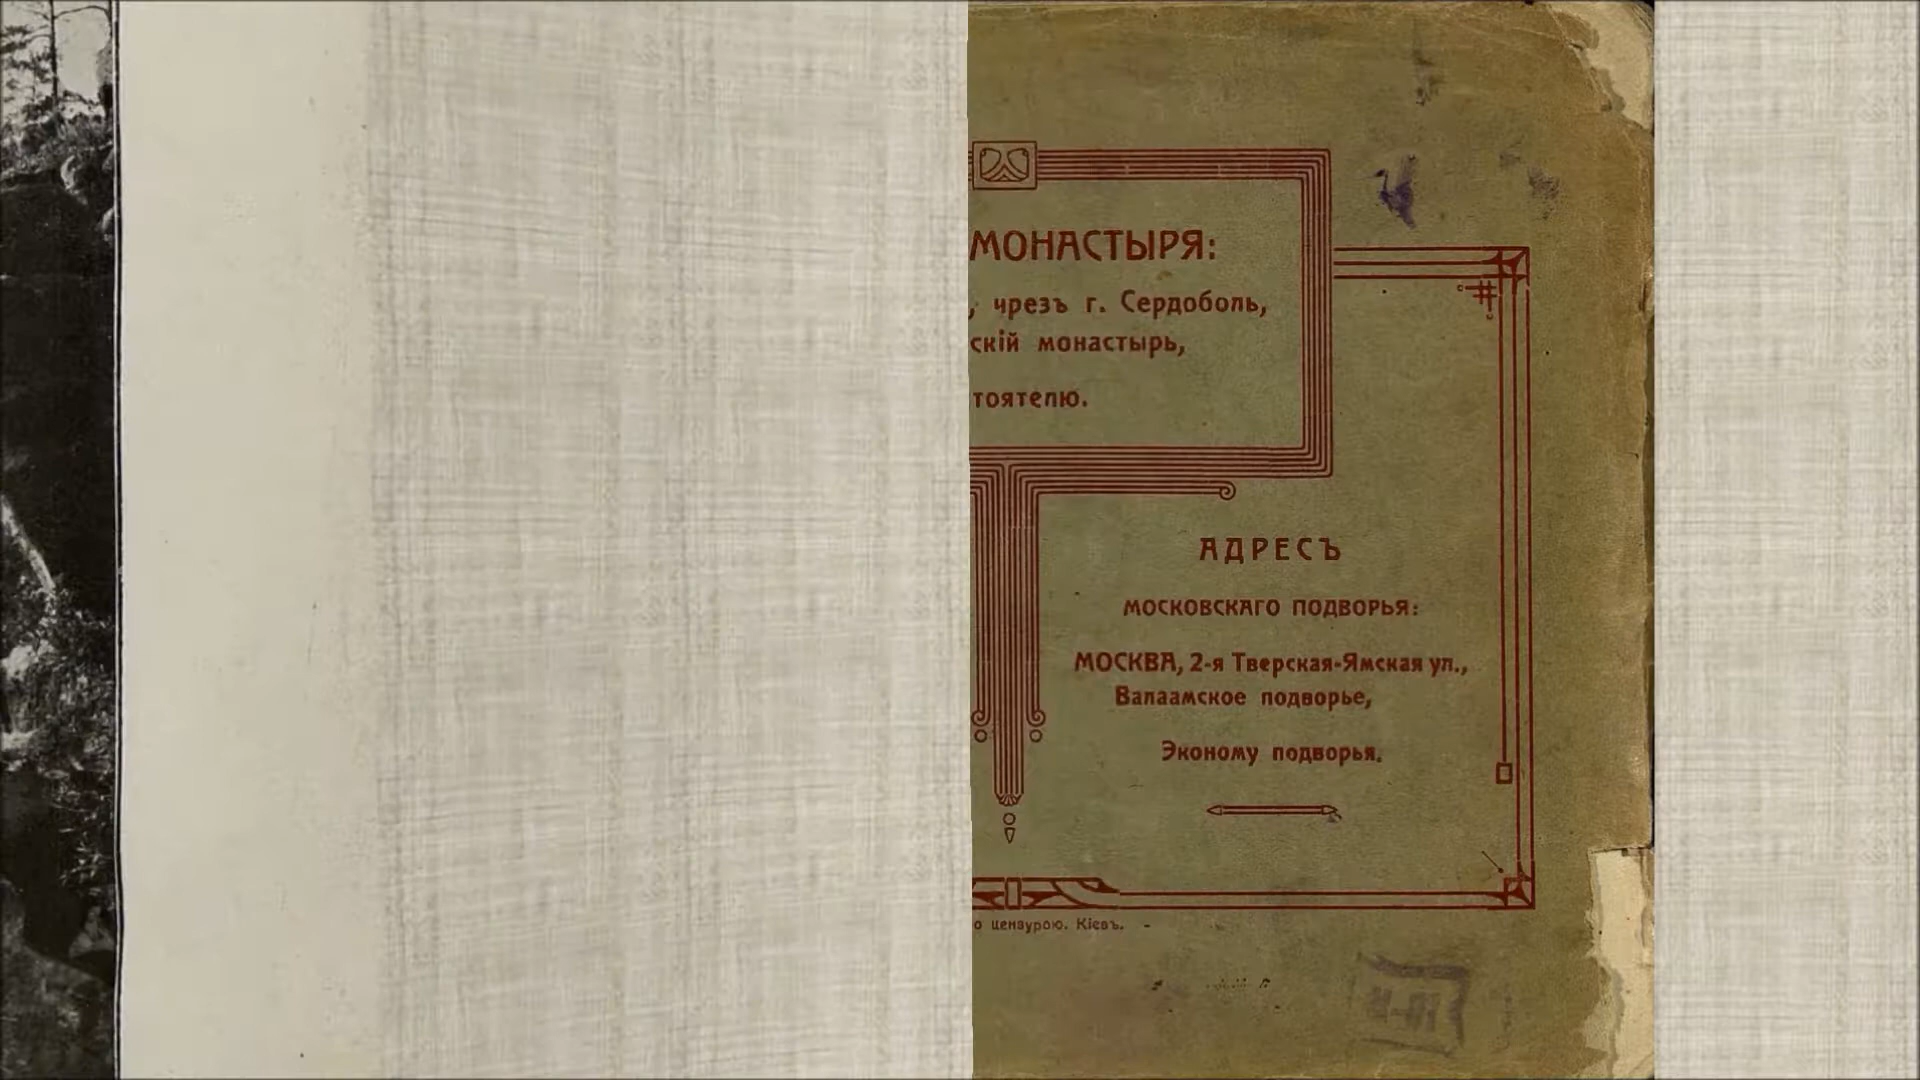 МОНАСТЫРЯ:
, чрезъ г. Сердоболь,
скій монастырь,
тоятелю.
АДРЕСЪ
МОСКОВСКАГО ПОДВОРЬЯ:
МОСКВА, 2-я Тверская-Ямская ул.,
Валаамское подворье,
Эконому подворья.
о цензурою. Кіевъ.